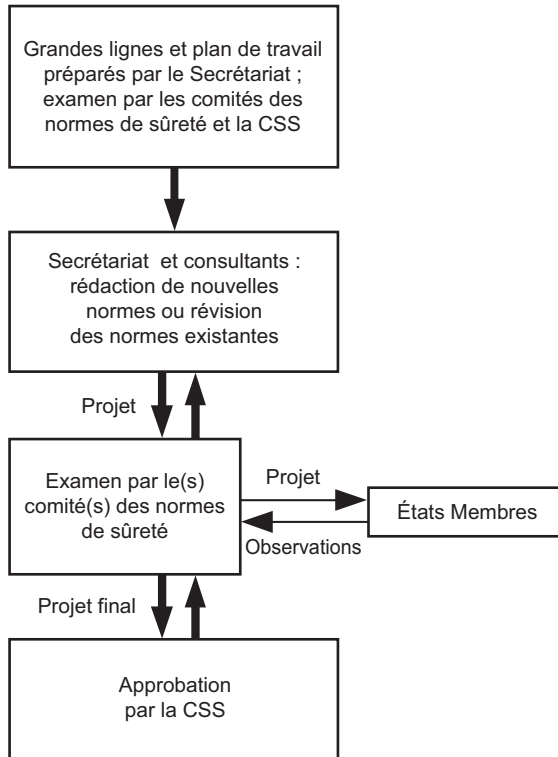 Grandes lignes et plan de travail
préparés par le Secrétariat ;
examen par les comités des
normes de sûreté et la CSS
Secrétariat et consultants :
rédaction de nouvelles
normes ou révision
des normes existantes
Projet
Examen par le(s)
comité(s) des normes
de sûreté
Projet
États Membres
Observations
Projet final
Approbation
par la CSS